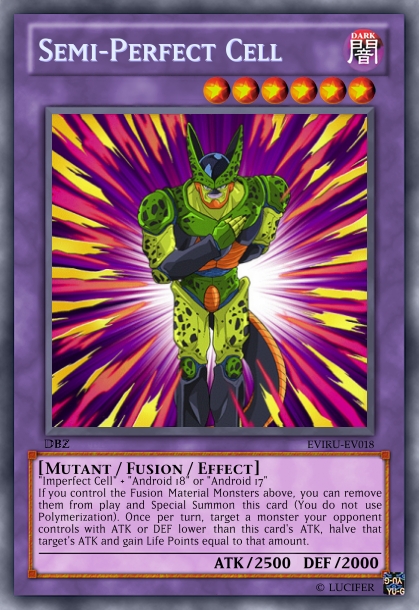 SEMI-PERFECT CELL
DARK
闇
DBZ
EVIRU-EV018
[MUTANT / FUSION / EFFECT]
"Imperfect Cell" + "Android 18" or "Android 17"
If you control the Fusion Material Monsters above, you can remove
them from play and Special Summon this card (You do not use
Polymerization). Once per turn, target a monster your opponent
controls with ATK or DEF lower than this card's ATK, halve that
target's ATK and gain Life Points equal to that amount.
ATK/2500 DEF/2000
© LUCIFER
YU-G